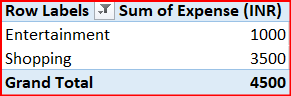 Row Labels Sum of Expense (INR)
Entertainment 1000
Shopping 3500
Grand Total 4500